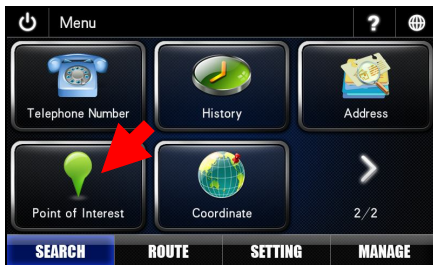 Menu
?
Telephone Number
History
Address
Point of Interest
Coordinate
2/2
SEARCH
ROUTE
SETTING
MANAGE